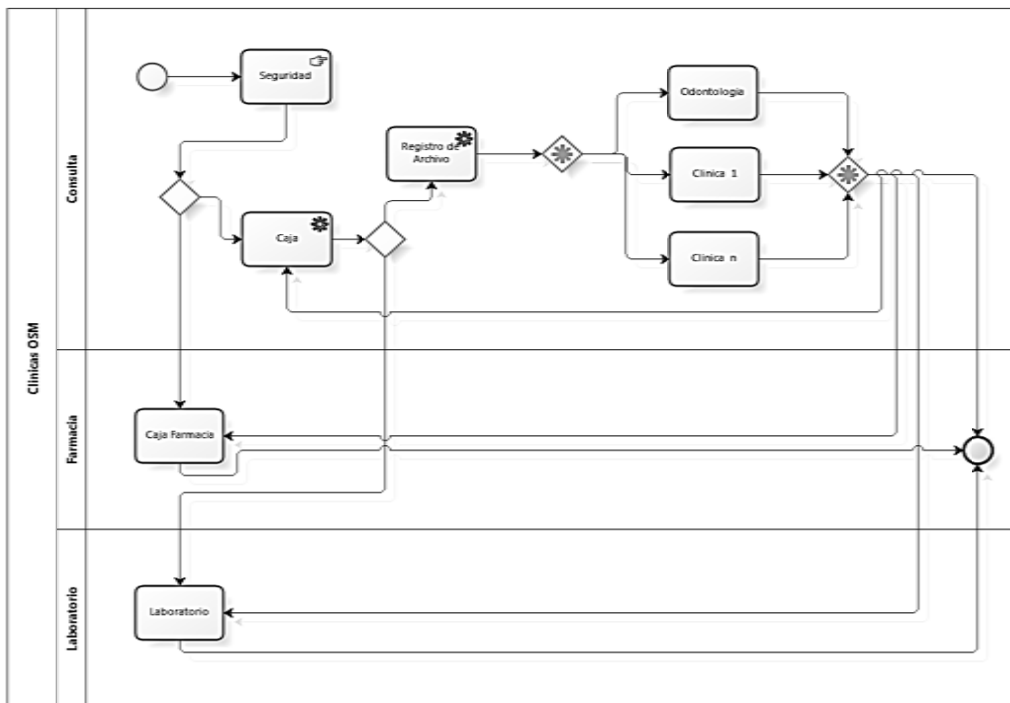 Clinicas OSM
Consulta
Seguridad
Odontologia
Registro de
Archivo
Clinica 1
Caja
Clinica n
Farmacia
Caja Farmacia
Laboratorio
Laboratorio